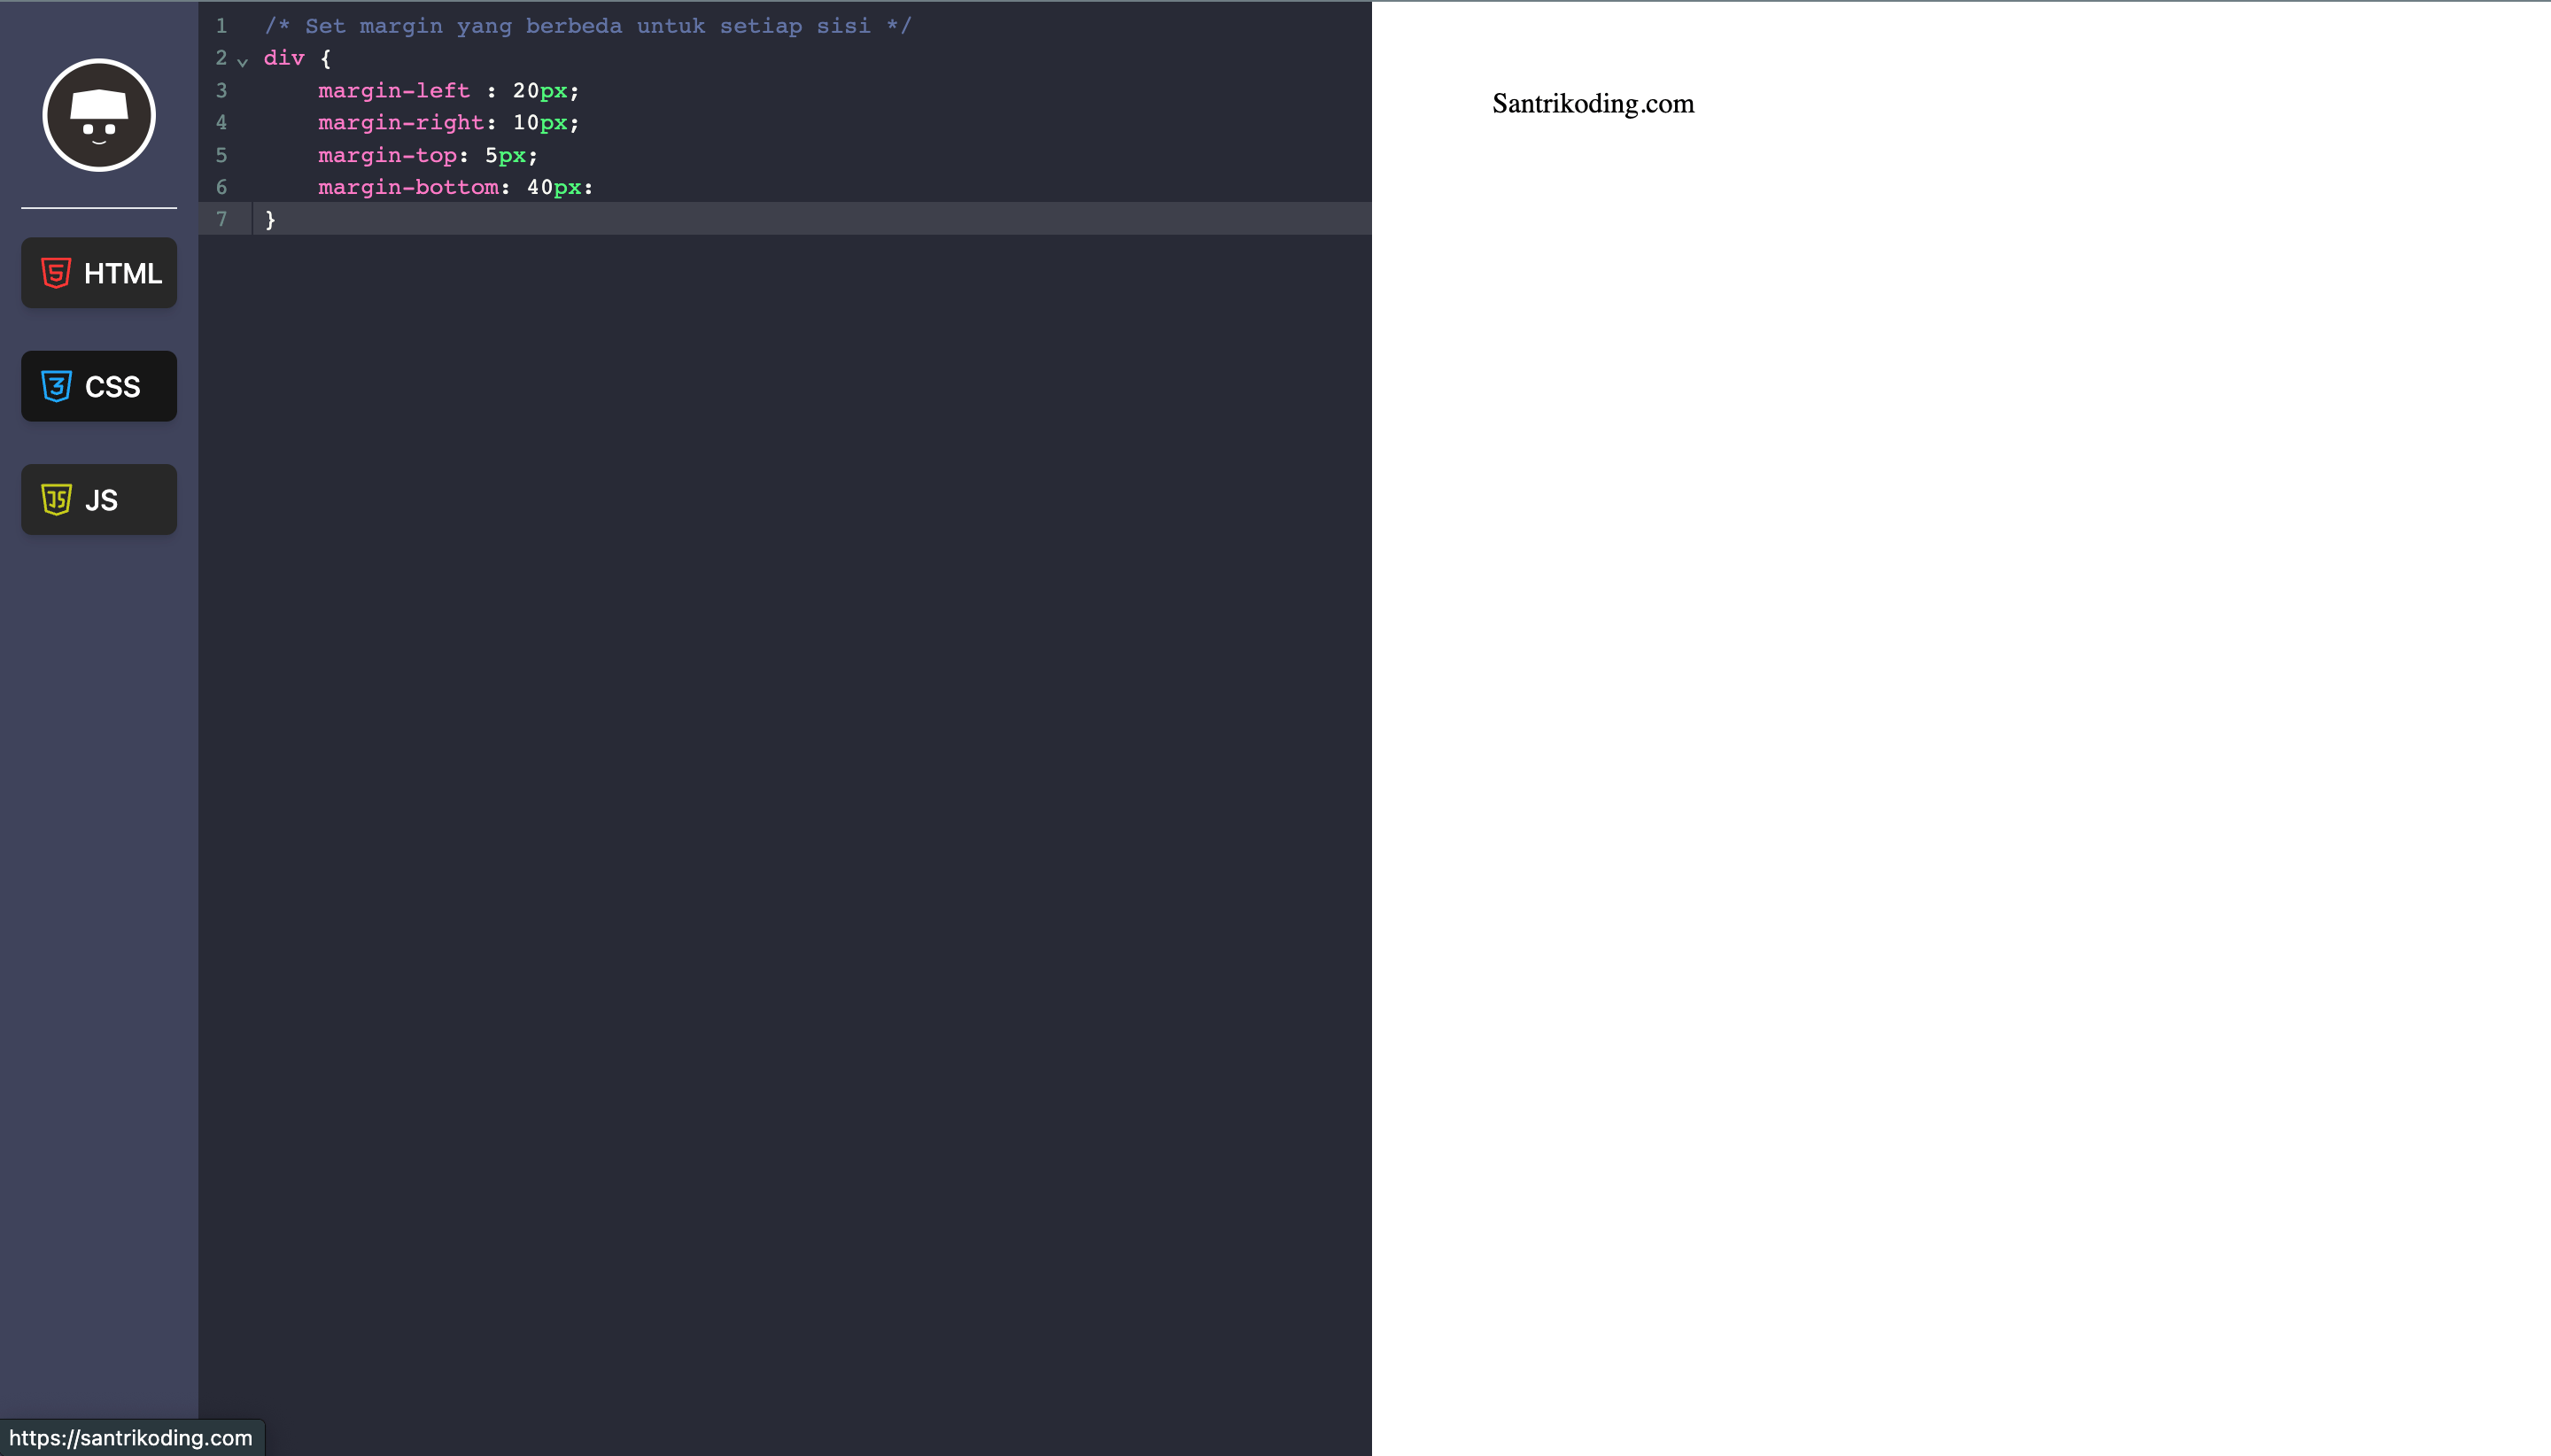 1 /* Set margin yang berbeda untuk setiap sisi */
2 div {
3 margin-left : 20px;
4 margin-right: 10px;
5 margin-top: 5px;
6 margin-bottom: 40px:
7 }
HTML
CSS
JS
Santrikoding.com
https://santrikoding.com